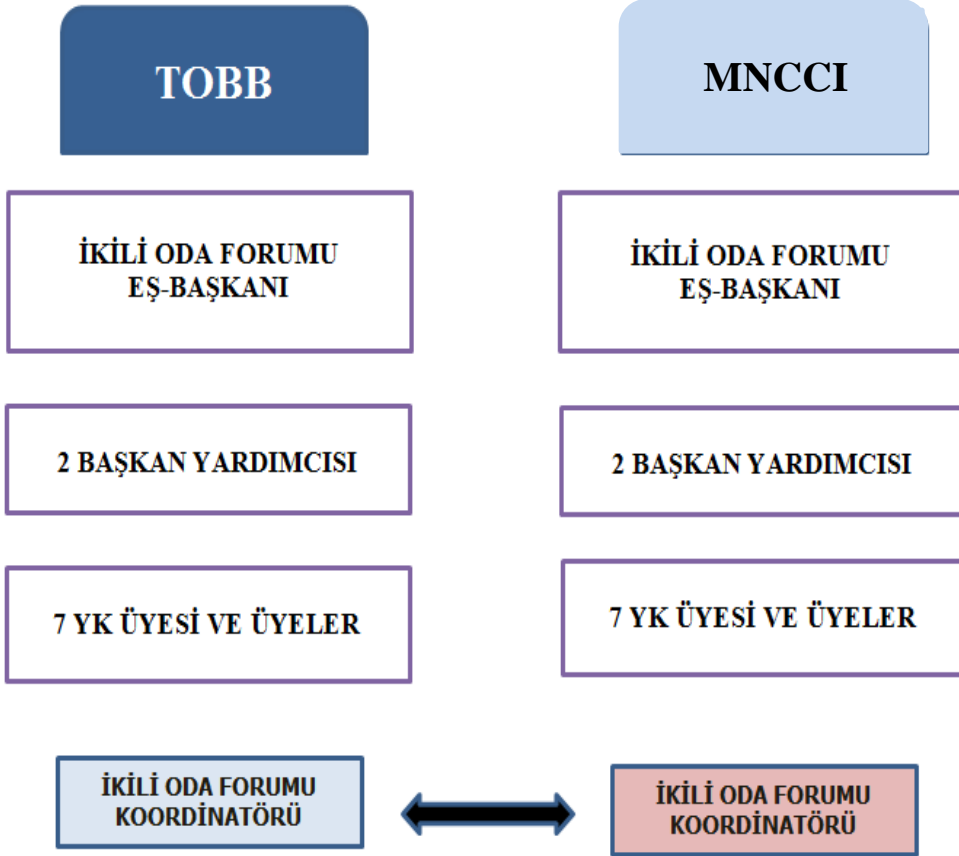 TOBB
MNCCI
İKİLİ ODA FORUMU
EŞ-BAŞKANI
İKİLİ ODA FORUMU
EŞ-BAŞKANI
2 BAŞKAN YARDIMCISI
2 BAŞKAN YARDIMCISI
7 YK ÜYESİ VE ÜYELER
7 YK ÜYESİ VE ÜYELER
İKİLİ ODA FORUMU
KOORDİNATÖRÜ
İKİLİ ODA FORUMU
KOORDİNATÖRÜ